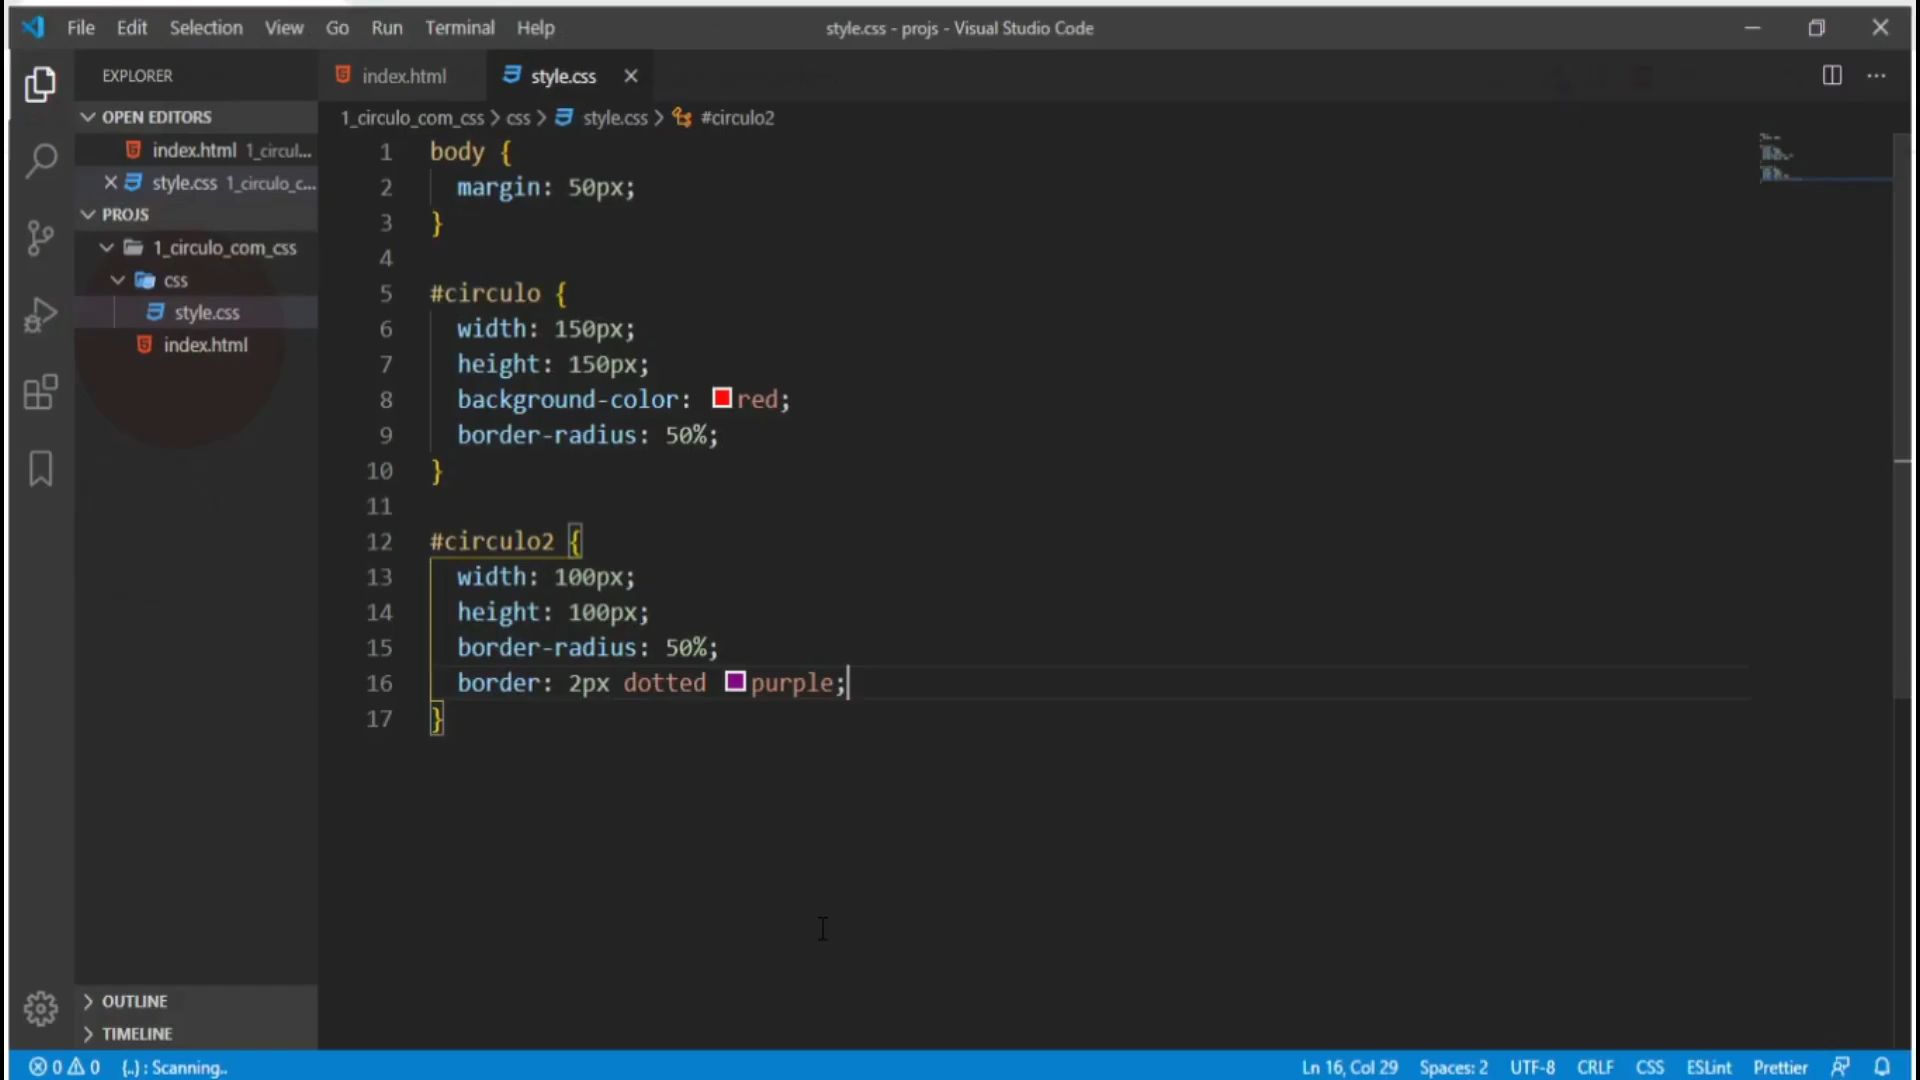 File Edit Selection View Go Run Terminal Help style.css - projs - Visual Studio Code
EXPLORER
OPEN EDITORS
index.html 1_circul...
style.css 1_circulo_c...
PROJS
1_circulo_com_css
css
style.css
index.html
OUTLINE
TIMELINE
index.html style.css
1_circulo_com_css > css > style.css > #circulo2
1 body {
2 margin: 50px;
3 }
4
5 #circulo {
6 width: 150px;
7 height: 150px;
8 background-color: red;
9 border-radius: 50%;
10 }
11
12 #circulo2 {
13 width: 100px;
14 height: 100px;
15 border-radius: 50%;
16 border: 2px dotted purple;
17 }
0 0 {..} : Scanning.. Ln 16, Col 29 Spaces: 2 UTF-8 CRLF CSS ESLint Prettier